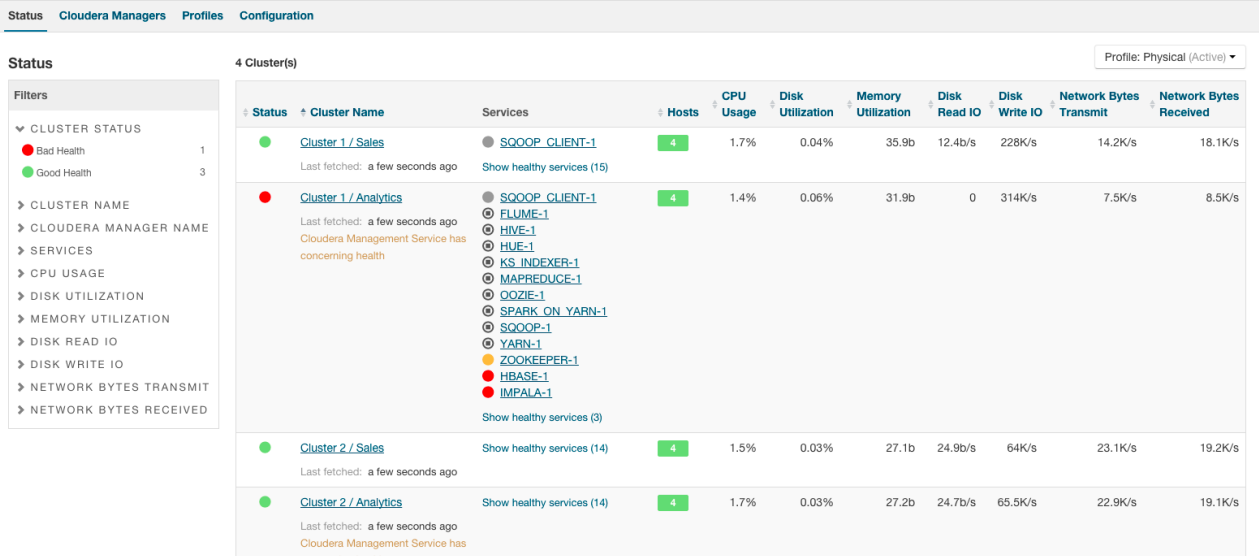 Status Cloudera Managers Profiles Configuration
Status
4 Cluster(s)
Profile: Physical (Active)
Filters
CLUSTER STATUS
Bad Health 1
Good Health 3
CLUSTER NAME
CLOUDERA MANAGER NAME
SERVICES
CPU USAGE
DISK UTILIZATION
MEMORY UTILIZATION
DISK READ IO
DISK WRITE IO
NETWORK BYTES TRANSMIT
NETWORK BYTES RECEIVED
Status Cluster Name Services Hosts CPU Usage Disk Utilization Memory Utilization Disk Read IO Disk Write IO Network Bytes Transmit Network Bytes Received
Cluster 1 / Sales SQOOP_CLIENT-1 4 1.7% 0.04% 35.9b 12.4b/s 228K/s 14.2K/s 18.1K/s
Last fetched: a few seconds ago Show healthy services (15)
Cluster 1 / Analytics SQOOP_CLIENT-1 4 1.4% 0.06% 31.9b 0 314K/s 7.5K/s 8.5K/s
Last fetched: a few seconds ago
Cloudera Management Service has
concerning health
FLUME-1
HIVE-1
HUE-1
KS_INDEXER-1
MAPREDUCE-1
OOZIE-1
SPARK_ON_YARN-1
SQOOP-1
YARN-1
ZOOKEEPER-1
HBASE-1
IMPALA-1
Show healthy services (3)
Cluster 2 / Sales Show healthy services (14) 4 1.5% 0.03% 27.1b 24.9b/s 64K/s 23.1K/s 19.2K/s
Last fetched: a few seconds ago
Cluster 2 / Analytics Show healthy services (14) 4 1.7% 0.03% 27.2b 24.7b/s 65.5K/s 22.9K/s 19.1K/s
Last fetched: a few seconds ago
Cloudera Management Service has